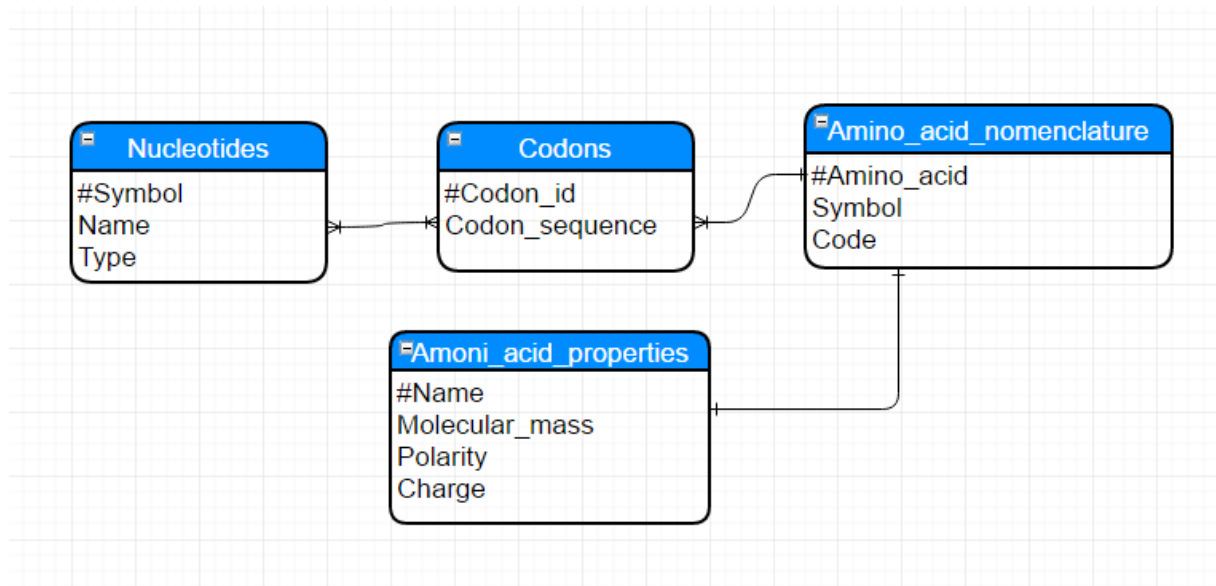 Nucleotides
#Symbol
Name
Type
Codons
#Codon_id
Codon_sequence
Amino_acid_nomenclature
#Amino_acid
Symbol
Code
Amoni_acid_properties
#Name
Molecular_mass
Polarity
Charge